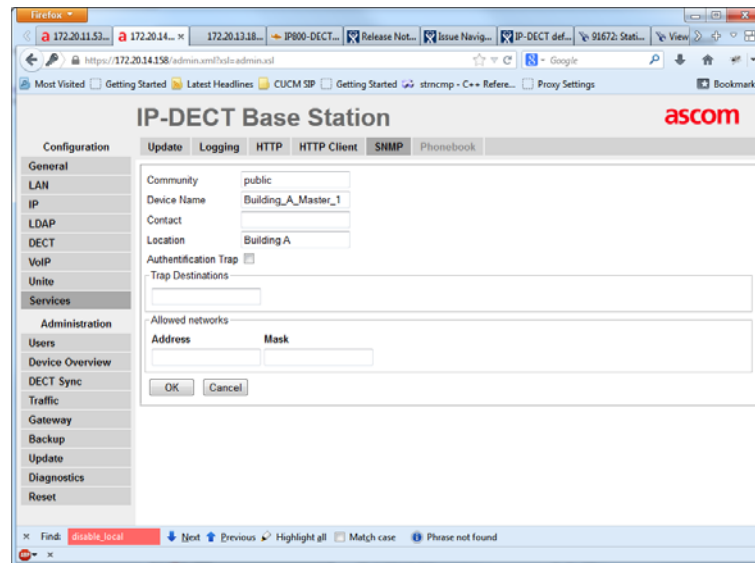 Firefox
172.20.11.53... 172.20.14.... × 172.20.13.18... IP800-DECT... Release Not... Issue Navig... IP-DECT def... 91672: Stati... View
https://172.20.14.158/admin.xml?xsl=admin.xsl Google
Most Visited Getting Started Latest Headlines CUCM SIP Getting Started strncmp - C++ Refere... Proxy Settings Bookmark
IP-DECT Base Station ascom
Configuration Update Logging HTTP HTTP Client SNMP Phonebook
General
LAN
IP
LDAP
DECT
VoIP
Unite
Services
Administration
Users
Device Overview
DECT Sync
Traffic
Gateway
Backup
Update
Diagnostics
Reset
Community public
Device Name Building_A_Master_1
Contact
Location Building A
Authentification Trap
Trap Destinations
Allowed networks
Address Mask
OK Cancel
× Find: disable_local Next Previous Highlight all Match case Phrase not found
ABP ×